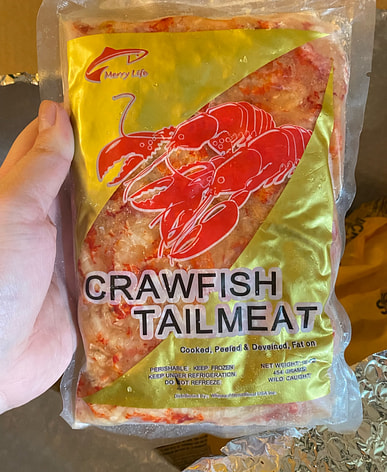 Merry Life
CRAWFISH
TAILMEAT
Cooked, Peeled & Deveined, Fat on
PERISHABLE - KEEP FROZEN
KEEP UNDER REFRIGERATION
DO NOT REFREEZE
NET WEIGHT
454 GRAMS
WILD CAUGHT